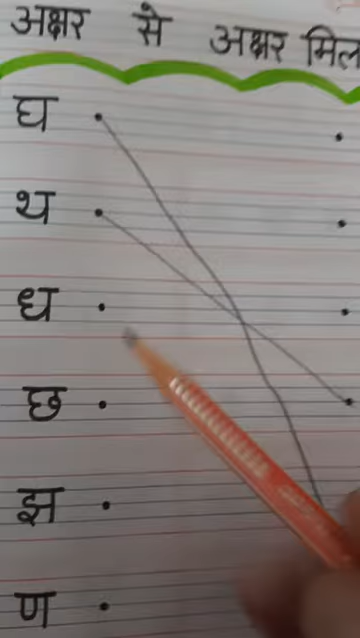 अक्षर से अक्षर मिल
घ
थ
ध
छ
झ
ण